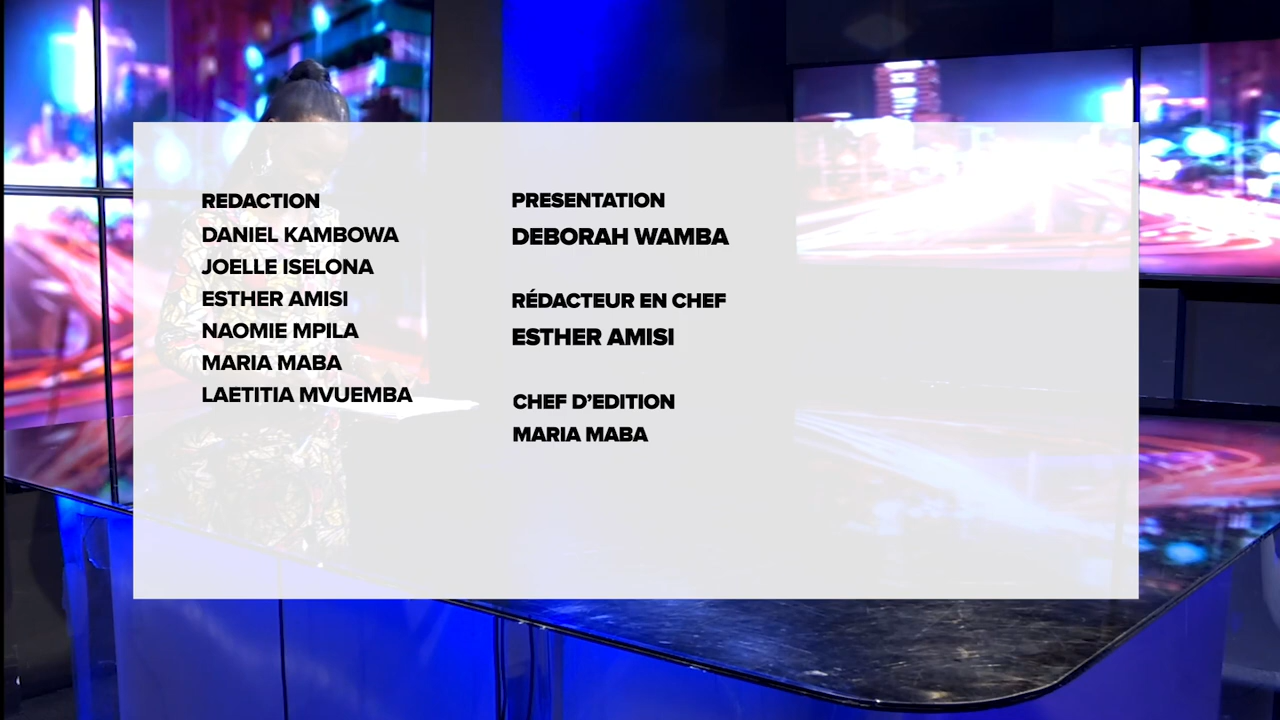 REDACTION
DANIEL KAMBOWA
JOELLE ISELONA
ESTHER AMISI
NAOMIE MPILA
MARIA MABA
LAETITIA MVUEMBA
PRESENTATION
DEBORAH WAMBA
RÉDACTEUR EN CHEF
ESTHER AMISI
CHEF D’EDITION
MARIA MABA